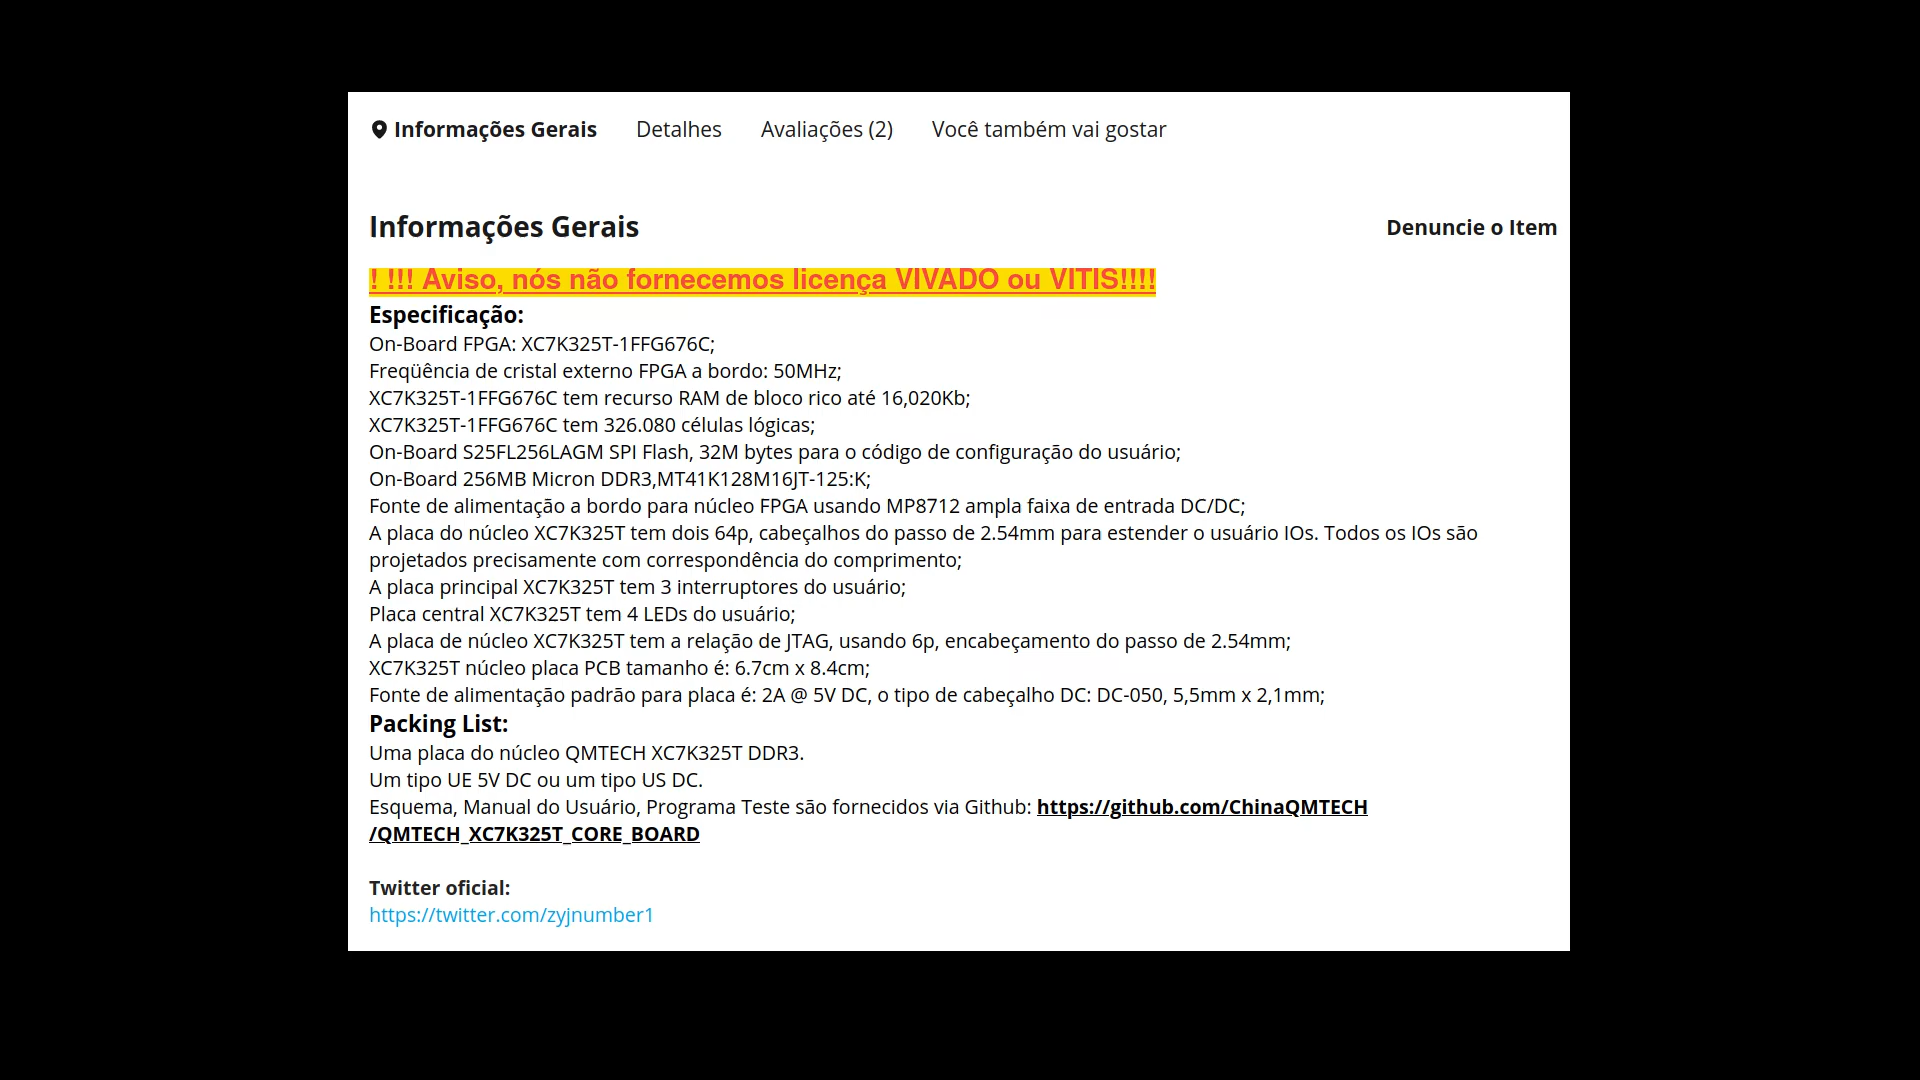 Informações Gerais Detalhes Avaliações (2) Você também vai gostar
Informações Gerais Denuncie o Item
! !!! Aviso, nós não fornecemos licença VIVADO ou VITIS!!!!
Especificação:
On-Board FPGA: XC7K325T-1FFG676C;
Freqüência de cristal externo FPGA a bordo: 50MHz;
XC7K325T-1FFG676C tem recurso RAM de bloco rico até 16,020Kb;
XC7K325T-1FFG676C tem 326.080 células lógicas;
On-Board S25FL256LAGM SPI Flash, 32M bytes para o código de configuração do usuário;
On-Board 256MB Micron DDR3,MT41K128M16JT-125:K;
Fonte de alimentação a bordo para núcleo FPGA usando MP8712 ampla faixa de entrada DC/DC;
A placa do núcleo XC7K325T tem dois 64p, cabeçalhos do passo de 2.54mm para estender o usuário IOs. Todos os IOs são
projetados precisamente com correspondência do comprimento;
A placa principal XC7K325T tem 3 interruptores do usuário;
Placa central XC7K325T tem 4 LEDs do usuário;
A placa de núcleo XC7K325T tem a relação de JTAG, usando 6p, encabeçamento do passo de 2.54mm;
XC7K325T núcleo placa PCB tamanho é: 6.7cm x 8.4cm;
Fonte de alimentação padrão para placa é: 2A @ 5V DC, o tipo de cabeçalho DC: DC-050, 5,5mm x 2,1mm;
Packing List:
Uma placa do núcleo QMTECH XC7K325T DDR3.
Um tipo UE 5V DC ou um tipo US DC.
Esquema, Manual do Usuário, Programa Teste são fornecidos via Github: https://github.com/ChinaQMTECH
/QMTECH_XC7K325T_CORE_BOARD
Twitter oficial:
https://twitter.com/zyjnumber1